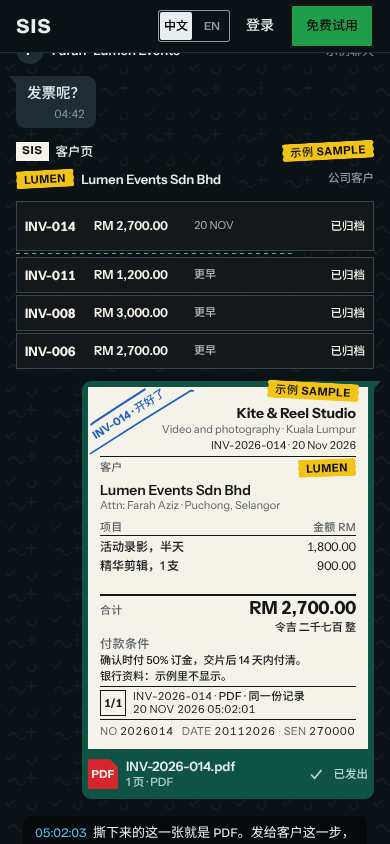 SIS
中文 EN 登录 免费试用
Farah · Lumen Events 示例聊天
发票呢？
04:42
SIS 客户页 示例 SAMPLE
LUMEN Lumen Events Sdn Bhd 公司客户
INV-014 RM 2,700.00 20 NOV 已归档
INV-011 RM 1,200.00 更早 已归档
INV-008 RM 3,000.00 更早 已归档
INV-006 RM 2,700.00 更早 已归档
示例 SAMPLE
INV-014 · 开好了
Kite & Reel Studio
Video and photography · Kuala Lumpur
INV-2026-014 · 20 Nov 2026
客户 LUMEN
Lumen Events Sdn Bhd
Attn: Farah Aziz · Puchong, Selangor
项目 金额 RM
活动录影，半天 1,800.00
精华剪辑，1 支 900.00
合计 RM 2,700.00
令吉 二千七百 整
付款条件
确认时付 50% 订金，交片后 14 天内付清。
银行资料：示例里不显示。
1/1 INV-2026-014 · PDF · 同一份记录
20 NOV 2026 05:02:01
NO 2026014 DATE 20112026 SEN 270000
PDF INV-2026-014.pdf
1 页 · PDF 已发出
05:02:03 撕下来的这一张就是 PDF。发给客户这一步，